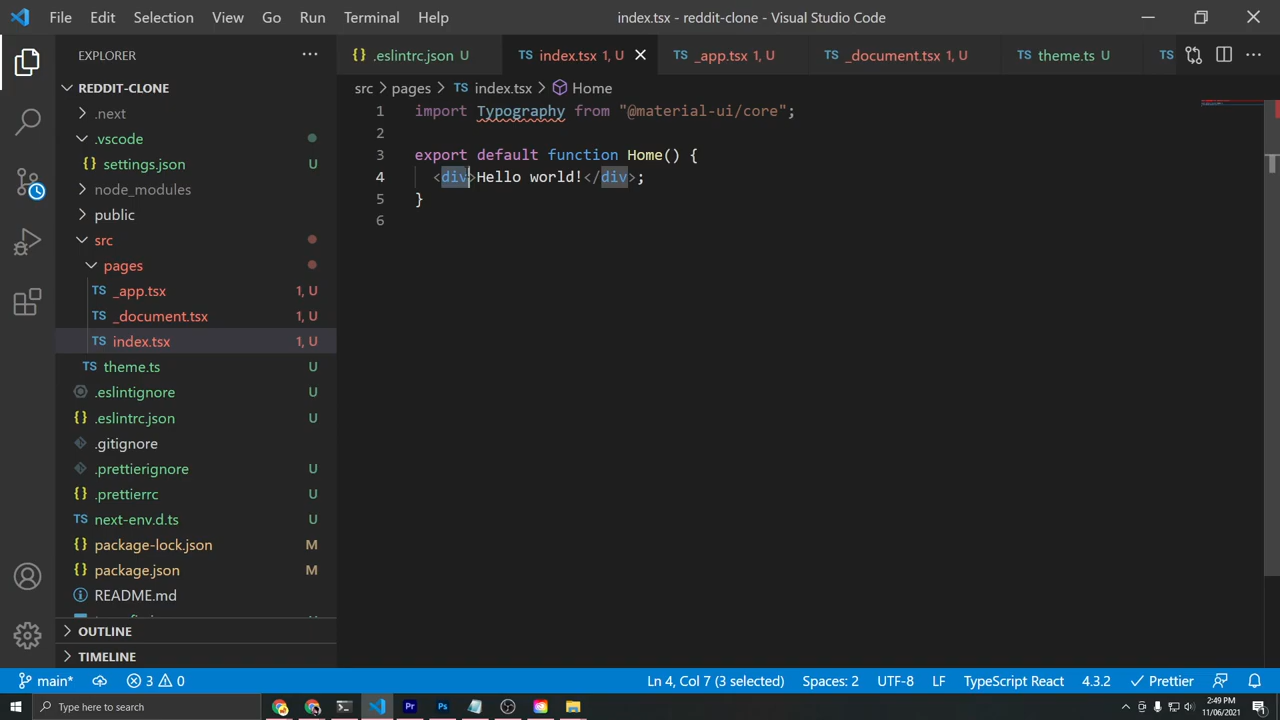 File Edit Selection View Go Run Terminal Help
index.tsx - reddit-clone - Visual Studio Code
EXPLORER
REDDIT-CLONE
.next
.vscode
settings.json U
node_modules
public
src
pages
TS _app.tsx 1, U
TS _document.tsx 1, U
TS index.tsx 1, U
TS theme.ts U
.eslintignore U
{} .eslintrc.json U
.gitignore
.prettierignore U
{} .prettierrc U
TS next-env.d.ts U
{} package-lock.json M
{} package.json M
README.md
OUTLINE
TIMELINE
{} .eslintrc.json U
TS index.tsx 1, U
TS _app.tsx 1, U
TS _document.tsx 1, U
TS theme.ts U
TS
src > pages > TS index.tsx > Home
1 import Typography from "@material-ui/core";
2
3 export default function Home() {
4 <div>Hello world!</div>;
5 }
6
main* 3 0
Ln 4, Col 7 (3 selected) Spaces: 2 UTF-8 LF TypeScript React 4.3.2 Prettier
Type here to search
2:49 PM
11/06/2021